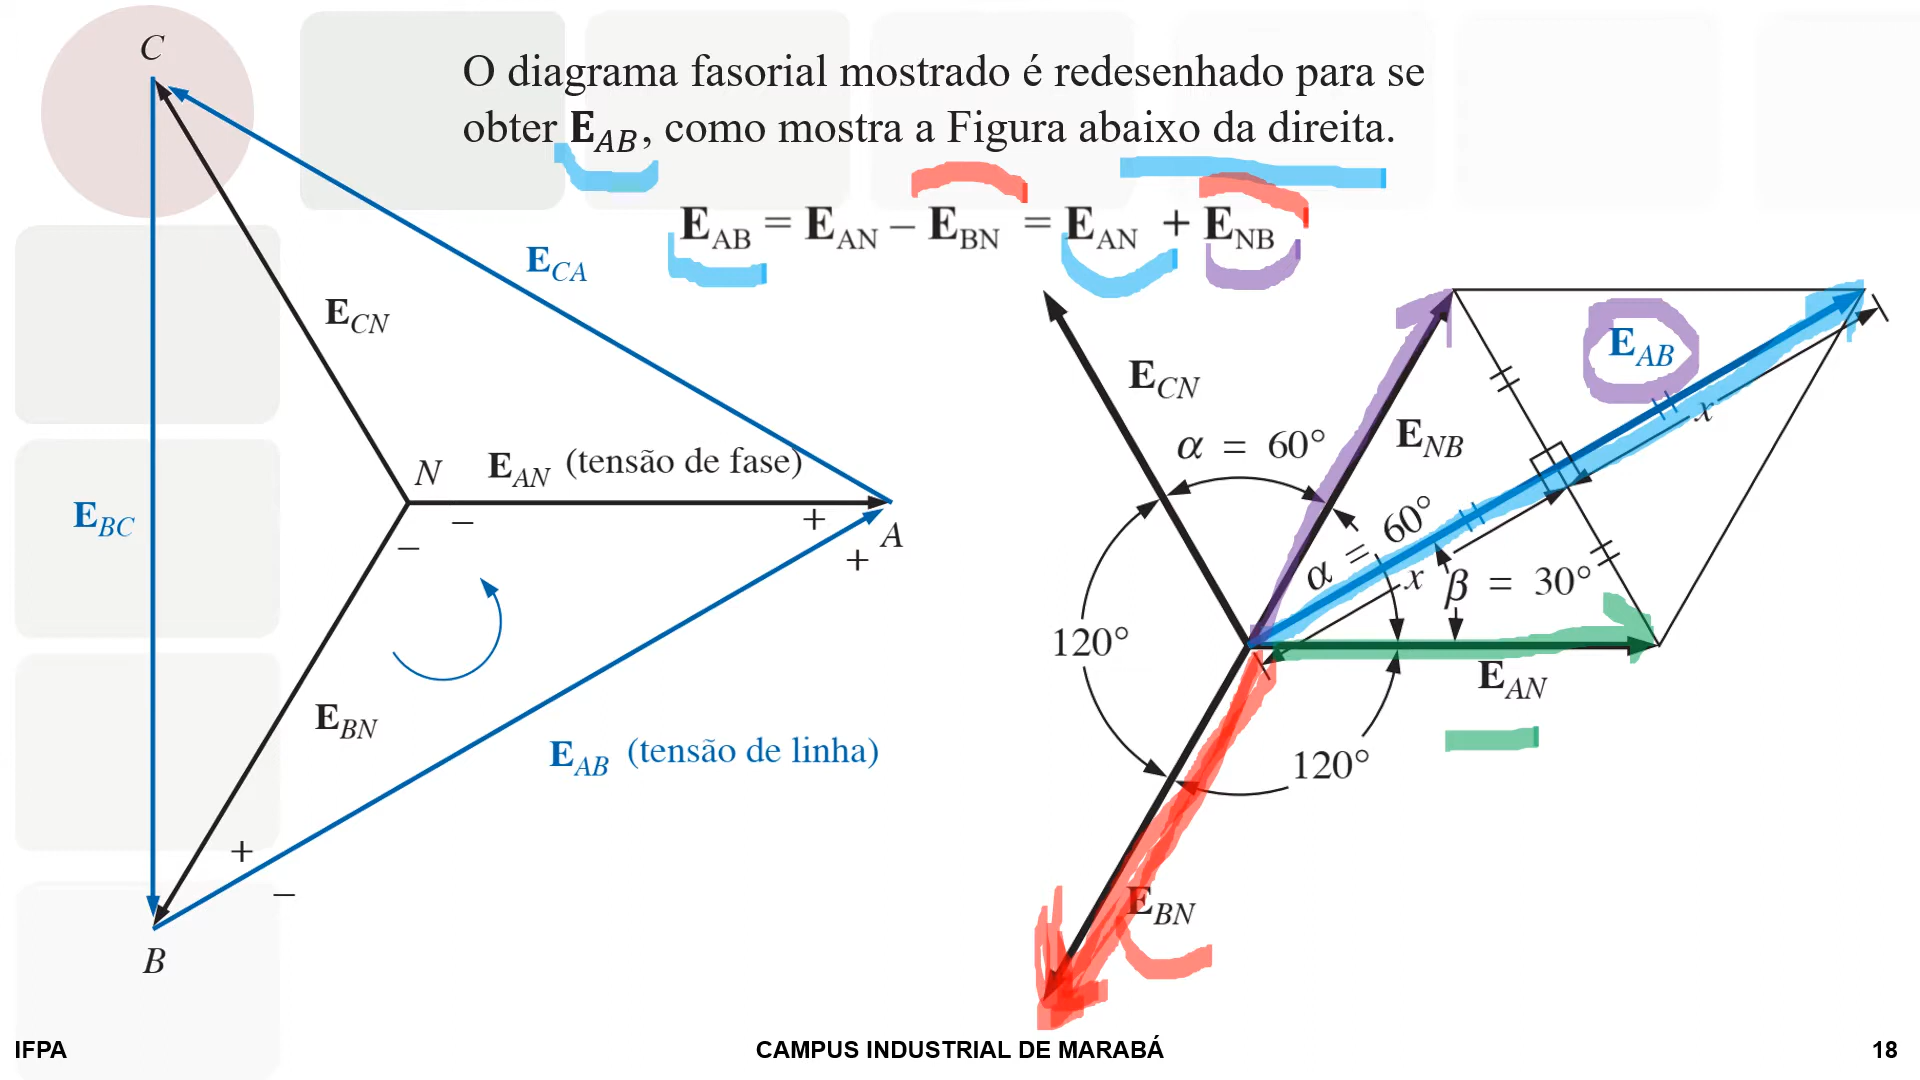 O diagrama fasorial mostrado é redesenhado para se
obter E_AB, como mostra a Figura abaixo da direita.
E_AB = E_AN – E_BN = E_AN + E_NB
C
E_CA
E_CN
N
E_AN (tensão de fase)
E_BC
–
+
–
A
+
E_BN
E_AB (tensão de linha)
+
–
B
E_AB
E_CN
x
α = 60°
E_NB
α = 60°
x
β = 30°
120°
E_AN
120°
E_BN
IFPA
CAMPUS INDUSTRIAL DE MARABÁ
18